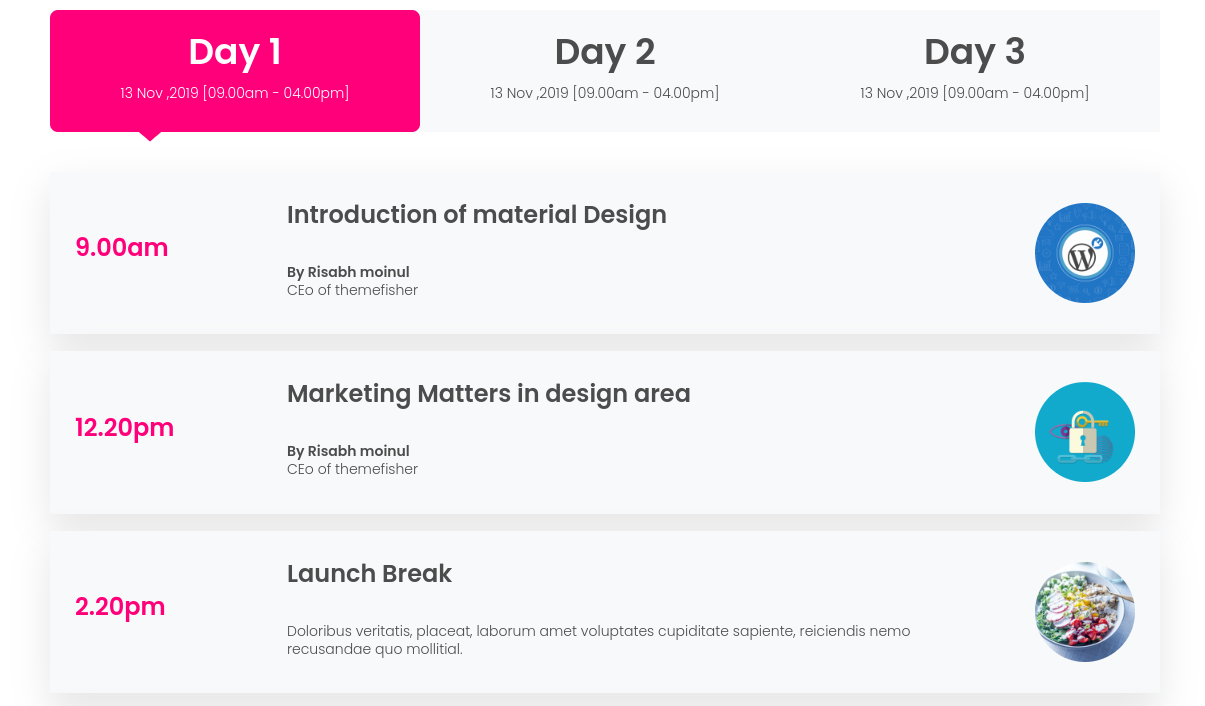 Day 1
13 Nov ,2019 [09.00am - 04.00pm]
Day 2
13 Nov ,2019 [09.00am - 04.00pm]
Day 3
13 Nov ,2019 [09.00am - 04.00pm]
9.00am
Introduction of material Design
By Risabh moinul
CEo of themefisher
12.20pm
Marketing Matters in design area
By Risabh moinul
CEo of themefisher
2.20pm
Launch Break
Doloribus veritatis, placeat, laborum amet voluptates cupiditate sapiente, reiciendis nemo
recusandae quo mollitial.